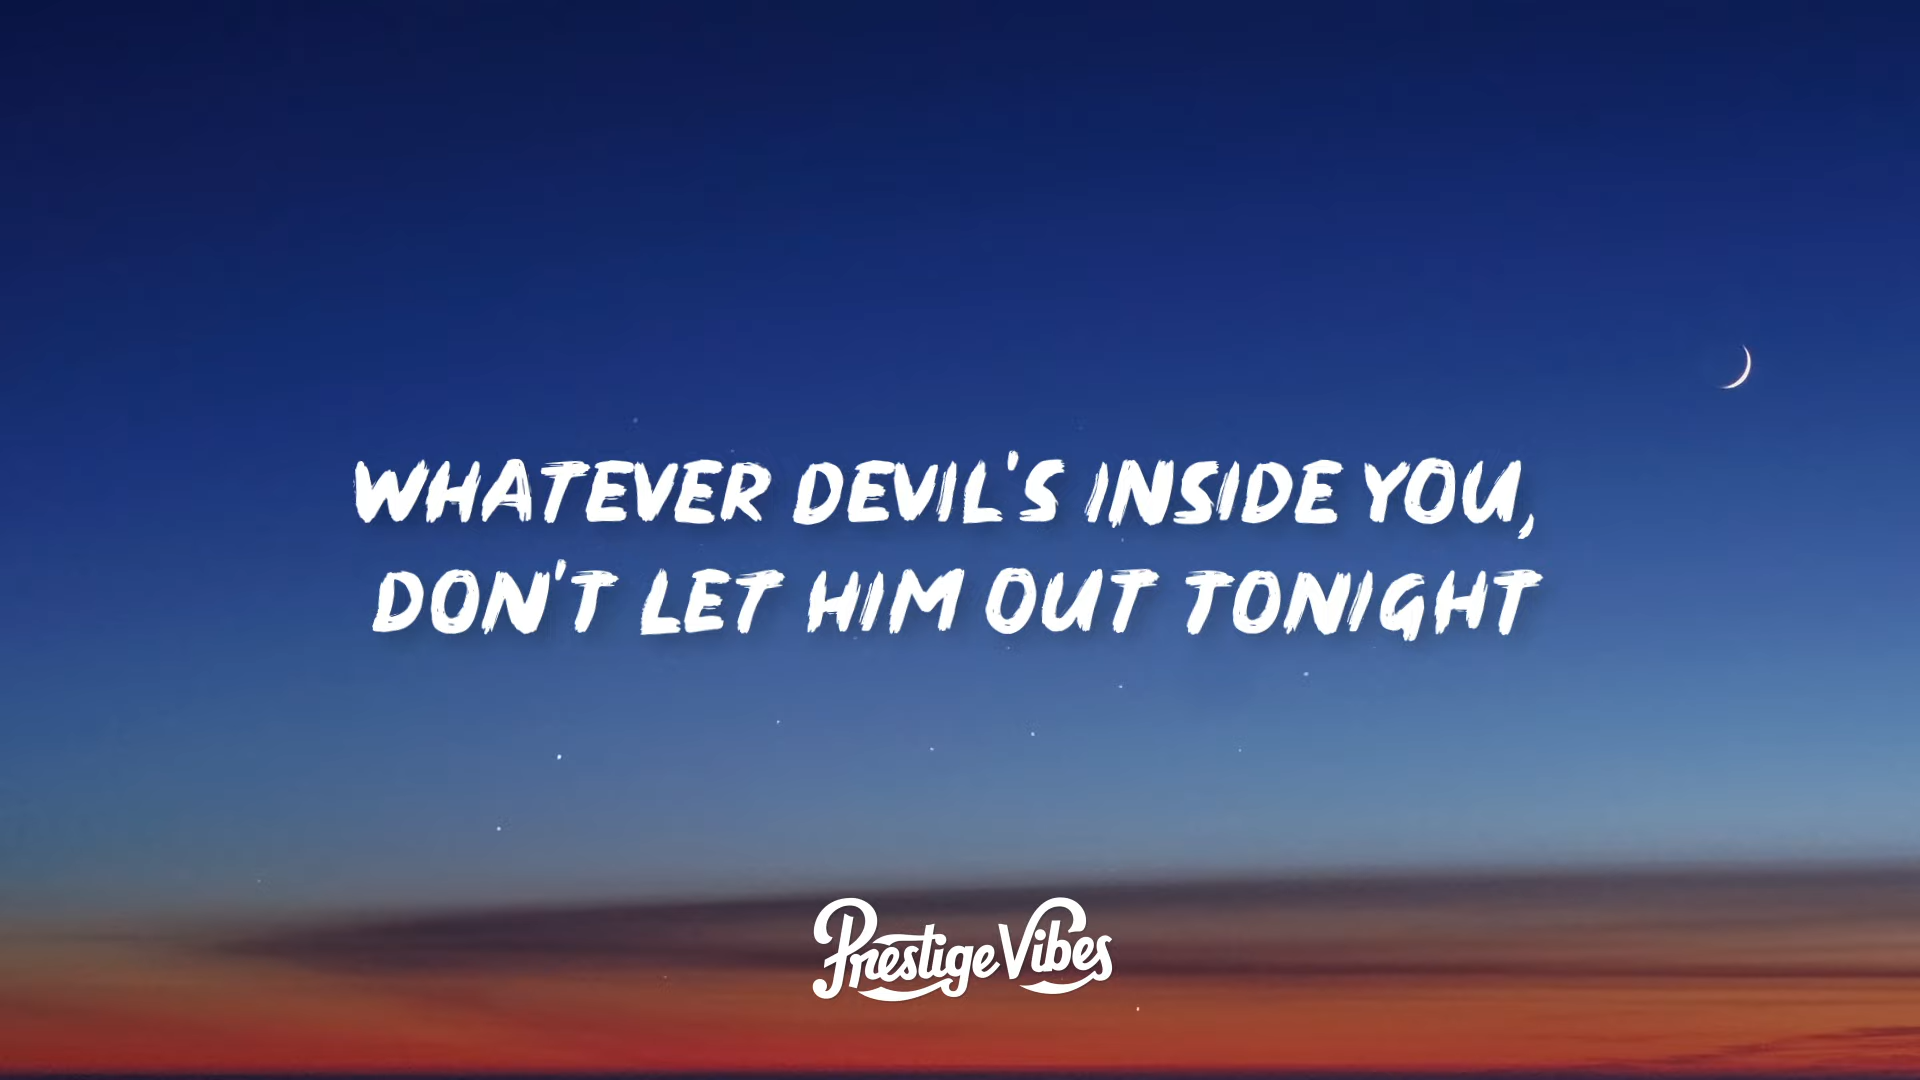 WHATEVER DEVIL'S INSIDE YOU,
DON'T LET HIM OUT TONIGHT
Prestige Vibes